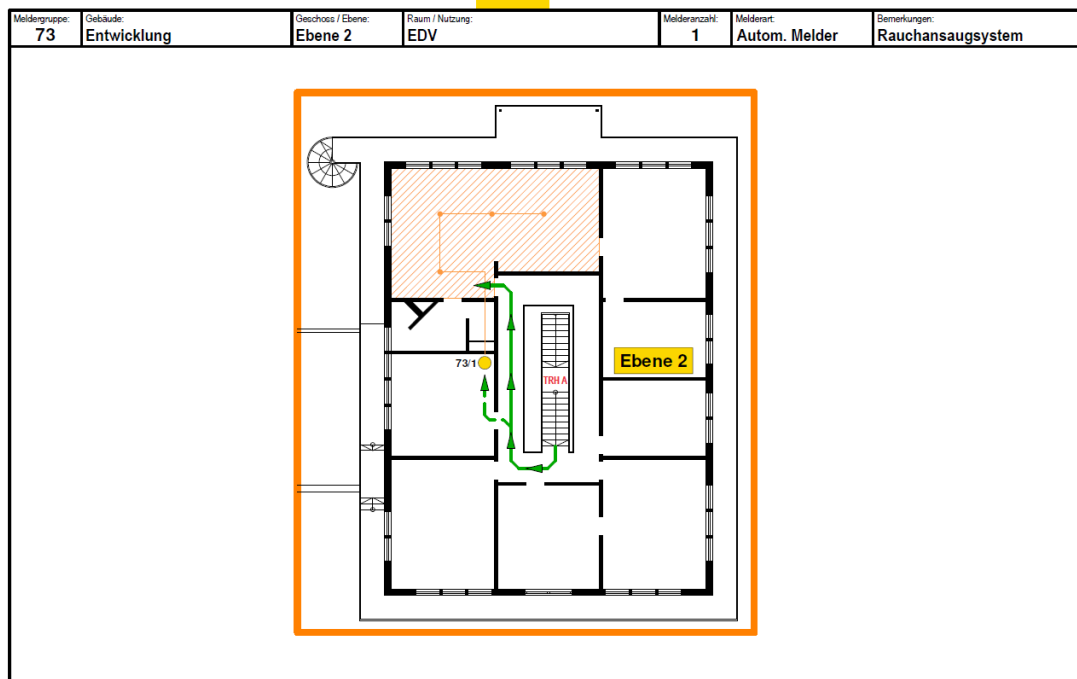 Meldergruppe: Gebäude: Geschoss / Ebene: Raum / Nutzung: Melderanzahl: Melderart: Bemerkungen:
73 Entwicklung Ebene 2 EDV 1 Autom. Melder Rauchansaugsystem
Ebene 2
73/1
TRH A